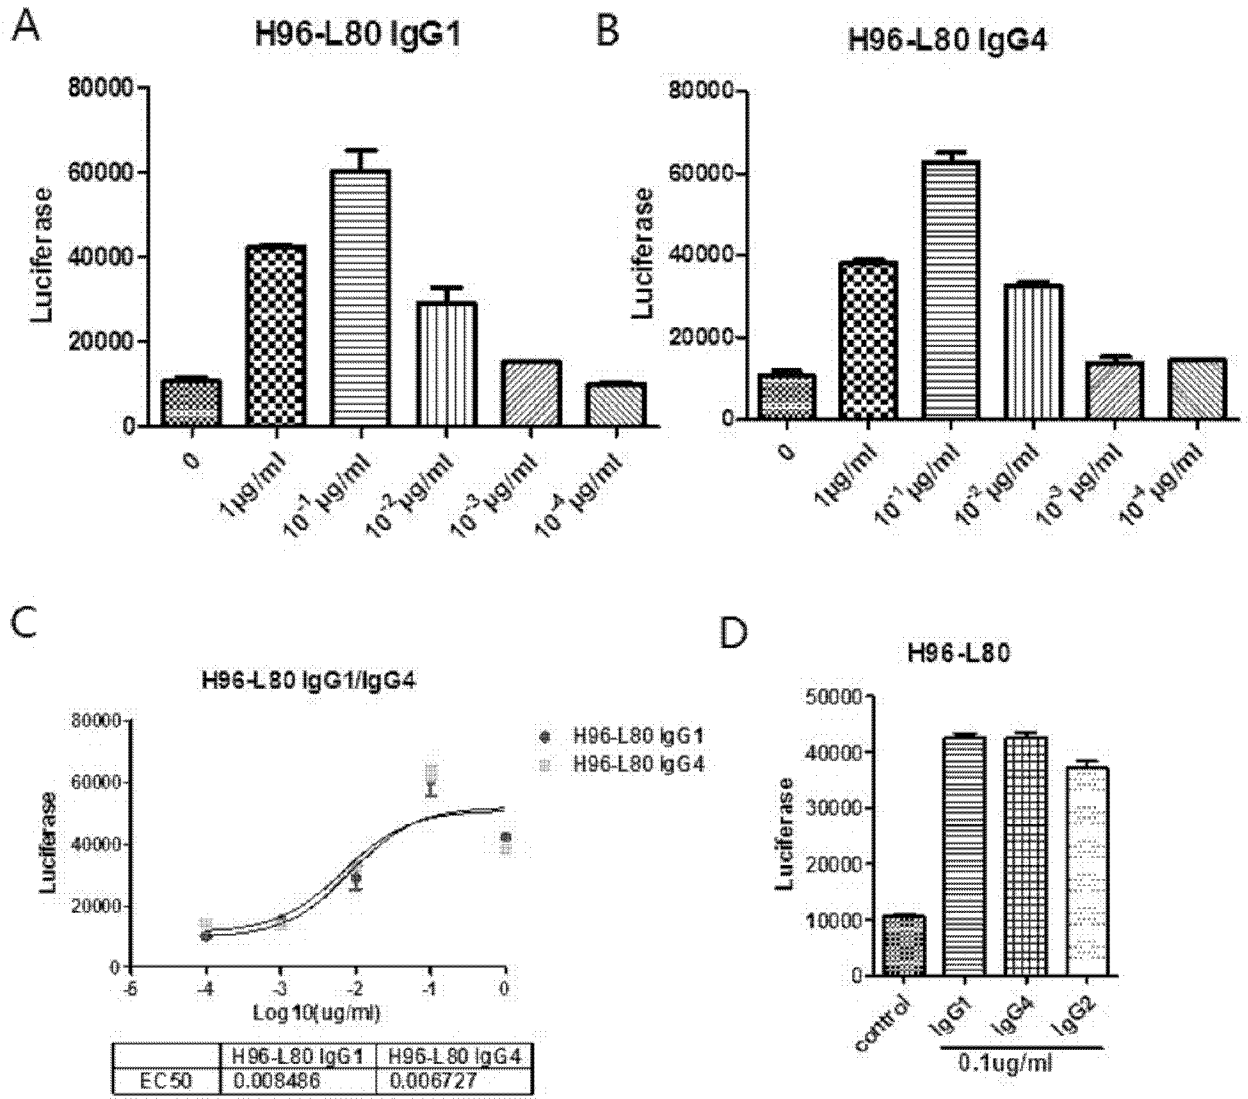 A
H96-L80 IgG1
80000
60000
40000
20000
0
Luciferase
0
1µg/ml
10⁻¹ µg/ml
10⁻² µg/ml
10⁻³ µg/ml
10⁻⁴ µg/ml
B
H96-L80 IgG4
80000
60000
40000
20000
0
Luciferase
0
1µg/ml
10⁻¹ µg/ml
10⁻² µg/ml
10⁻³ µg/ml
10⁻⁴ µg/ml
C
H96-L80 IgG1/IgG4
80000
60000
40000
20000
0
Luciferase
-5 -4 -3 -2 -1 0
Log10(ug/ml)
H96-L80 IgG1
H96-L80 IgG4
H96-L80 IgG1 H96-L80 IgG4
EC50 0.008486 0.006727
D
H96-L80
50000
40000
30000
20000
10000
0
Luciferase
control
IgG1
IgG4
IgG2
0.1ug/ml